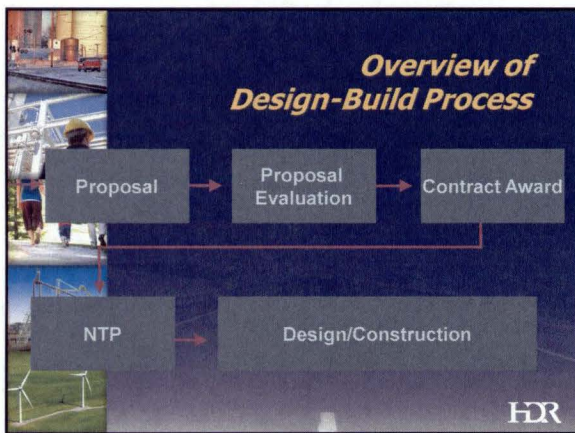 Overview of
Design-Build Process
Proposal
Proposal
Evaluation
Contract Award
NTP
Design/Construction
HDR